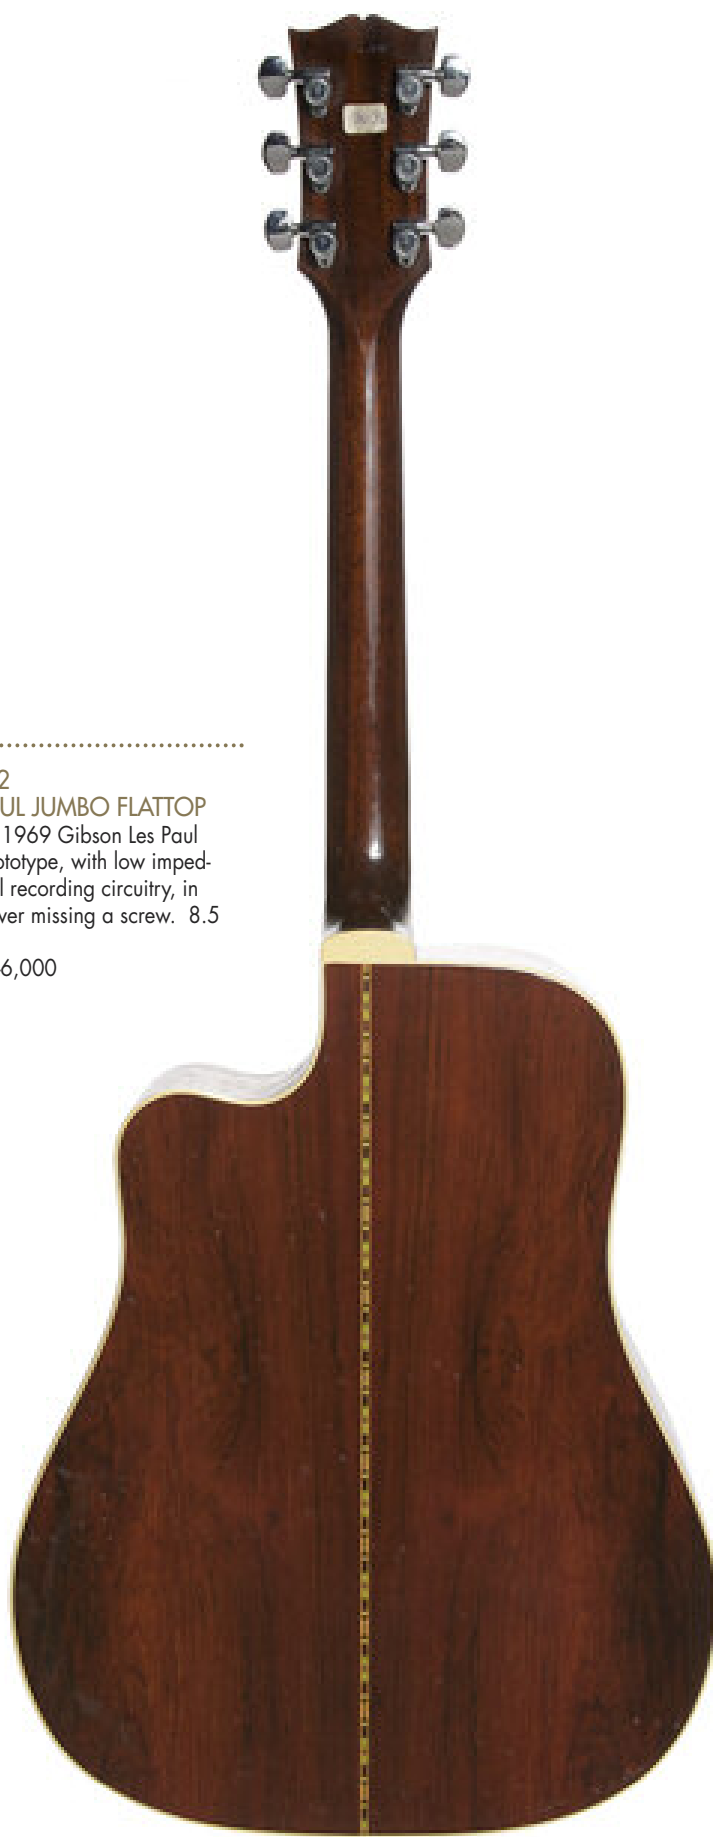 2
UL JUMBO FLATTOP
1969 Gibson Les Paul
ototype, with low imped-
l recording circuitry, in
ver missing a screw. 8.5
6,000